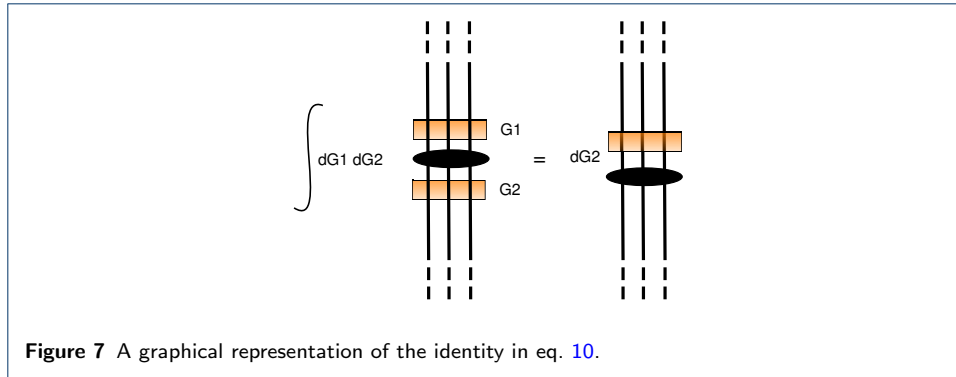 G1
dG1 dG2
=
dG2
G2
Figure 7 A graphical representation of the identity in eq. 10.